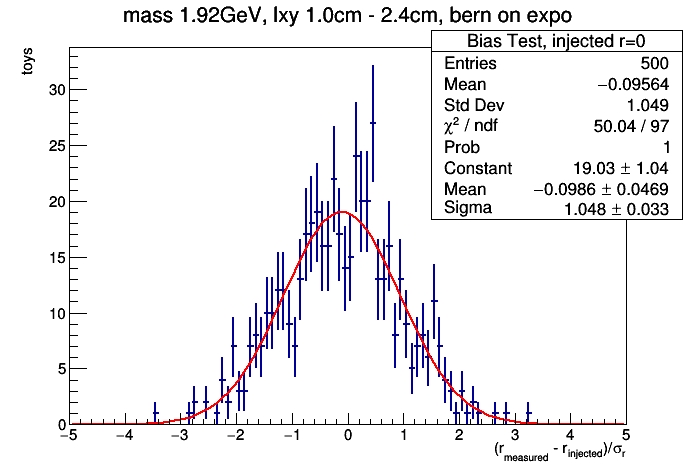 mass 1.92GeV, lxy 1.0cm - 2.4cm, bern on expo
Bias Test, injected r=0
Entries 500
Mean −0.09564
Std Dev 1.049
χ² / ndf 50.04 / 97
Prob 1
Constant 19.03 ± 1.04
Mean −0.0986 ± 0.0469
Sigma 1.048 ± 0.033
toys
30
25
20
15
10
5
0
−5 −4 −3 −2 −1 0 1 2 3 4 5
(r_measured - r_injected)/σ_r